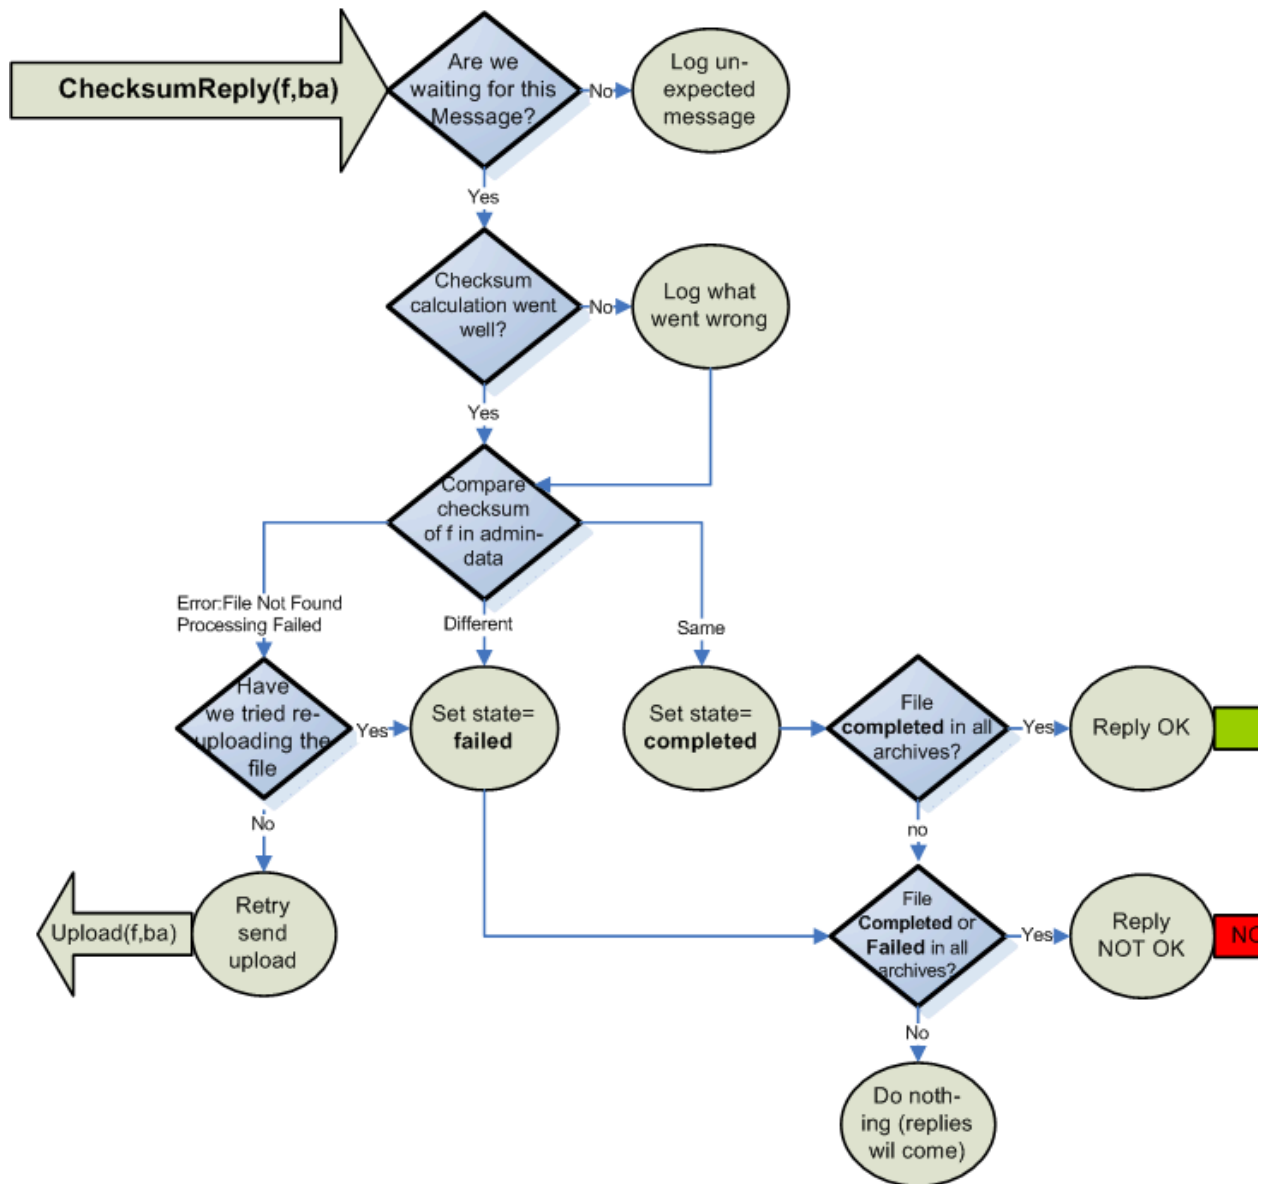 ChecksumReply(f,ba)
Are we
waiting for this
Message?
No
Log un-
expected
message
Yes
Checksum
calculation went
well?
No
Log what
went wrong
Yes
Compare
checksum
of f in admin-
data
Error:File Not Found
Processing Failed
Different
Same
Have
we tried re-
uploading the
file
Yes
Set state=
failed
Set state=
completed
File
completed in all
archives?
Yes
Reply OK
No
no
Upload(f,ba)
Retry
send
upload
File
Completed or
Failed in all
archives?
Yes
Reply
NOT OK
No
Do noth-
ing (replies
wil come)